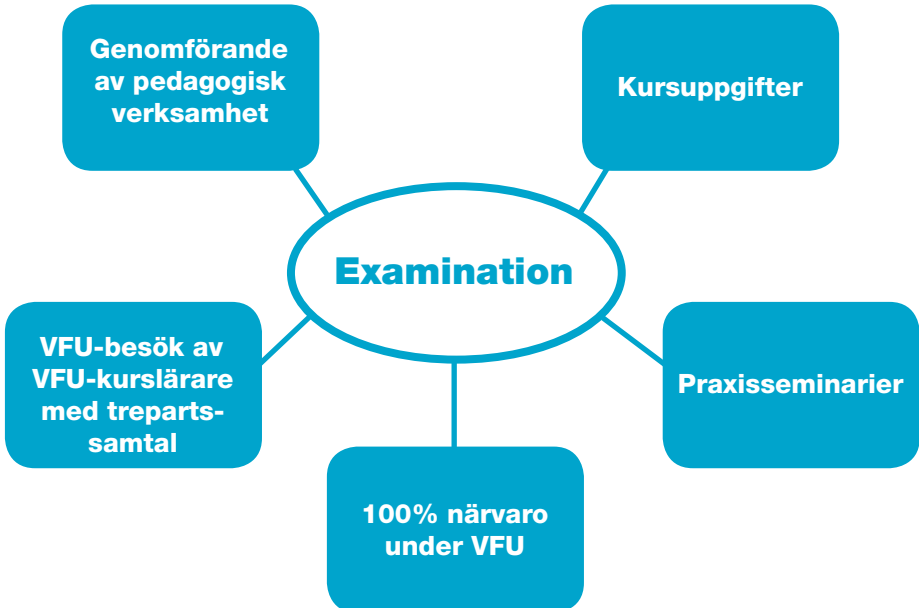 Genomförande
av pedagogisk
verksamhet
Kursuppgifter
Examination
VFU-besök av
VFU-kurslärare
med treparts-
samtal
Praxisseminarier
100% närvaro
under VFU